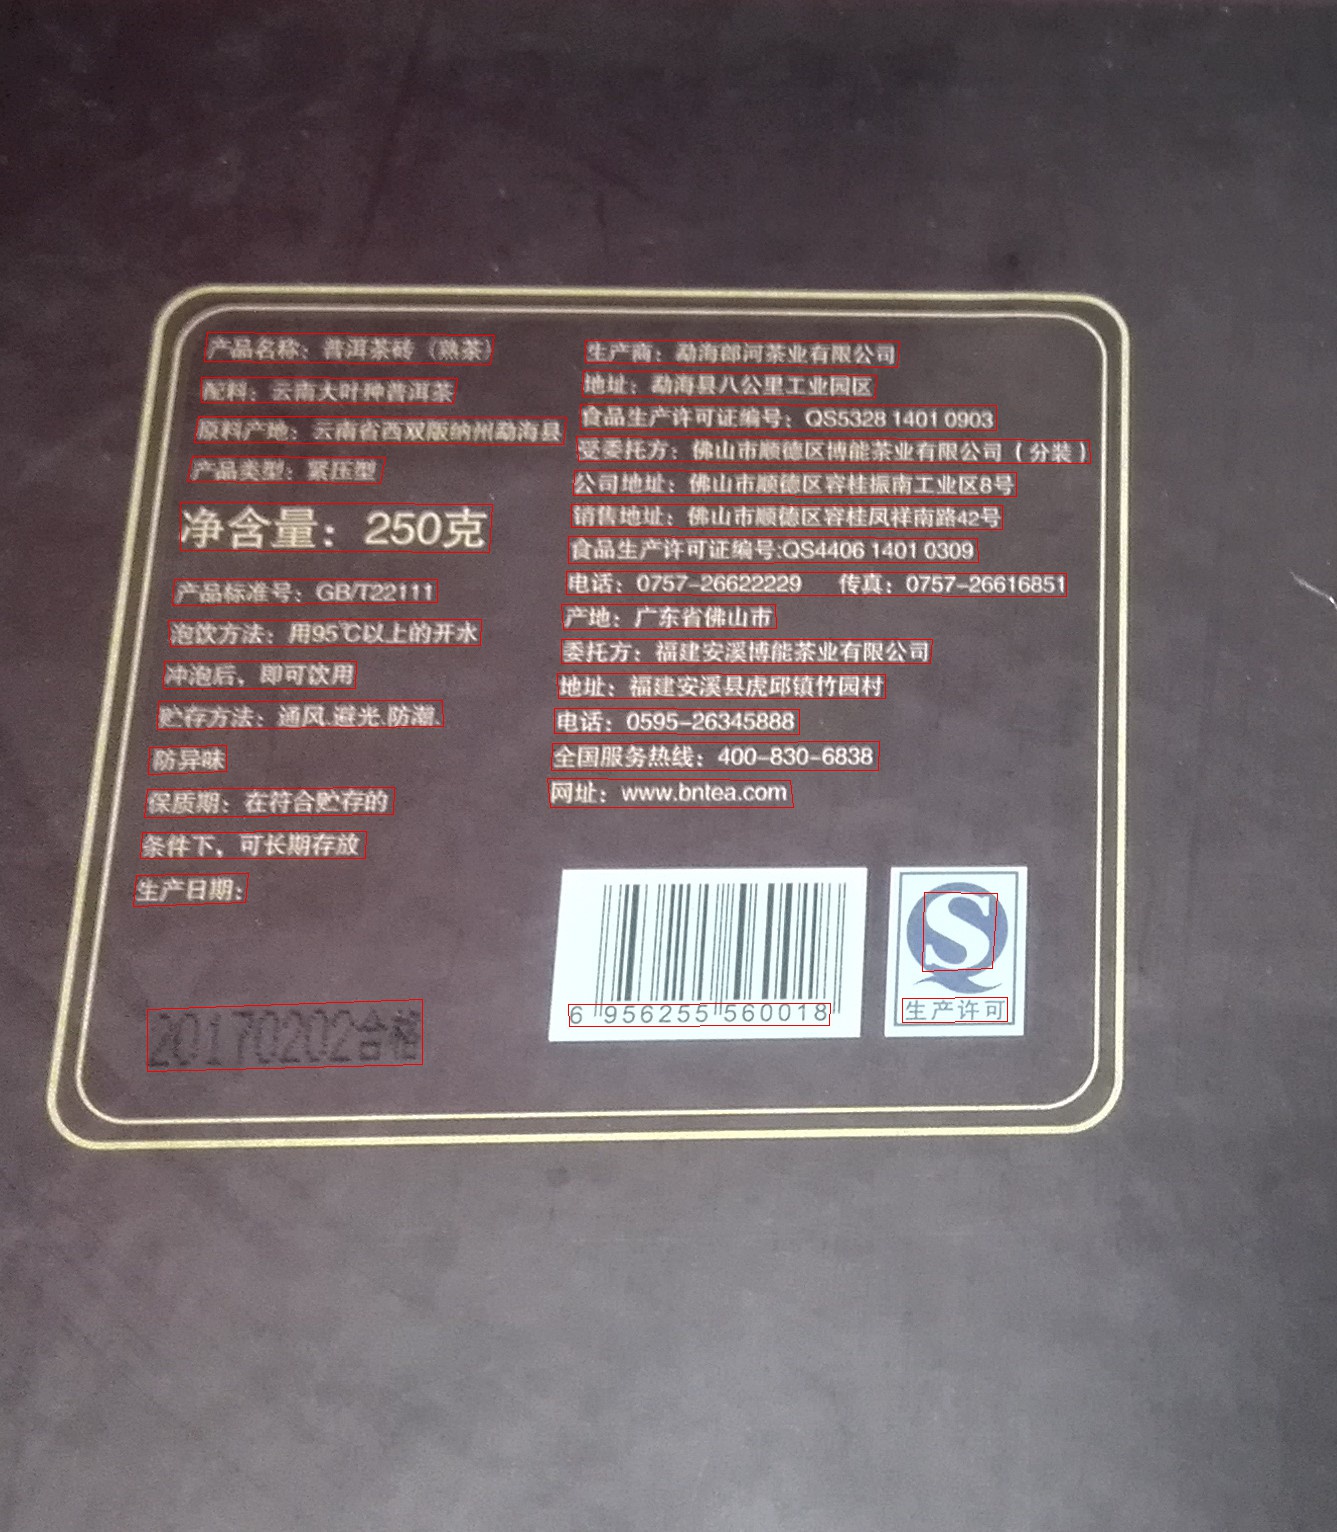 产品名称：普洱茶砖（熟茶）
配料：云南大叶种普洱茶
原料产地：云南省西双版纳州勐海县
产品类型：紧压型
净含量：250克
产品标准号：GB/T22111
泡饮方法：用95℃以上的开水
冲泡后，即可饮用
贮存方法：通风、避光、防潮、
防异味
保质期：在符合贮存的
条件下，可长期存放
生产日期：
20170202合格
生产商：勐海郎河茶业有限公司
地址：勐海县八公里工业园区
食品生产许可证编号：QS5328 1401 0903
受委托方：佛山市顺德区博能茶业有限公司（分装）
公司地址：佛山市顺德区容桂振南工业区8号
销售地址：佛山市顺德区容桂凤祥南路42号
食品生产许可证编号:QS4406 1401 0309
电话：0757-26622229 传真：0757-26616851
产地：广东省佛山市
委托方：福建安溪博能茶业有限公司
地址：福建安溪县虎邱镇竹园村
电话：0595-26345888
全国服务热线：400-830-6838
网址：www.bntea.com
6 956255 560018
S
生产许可